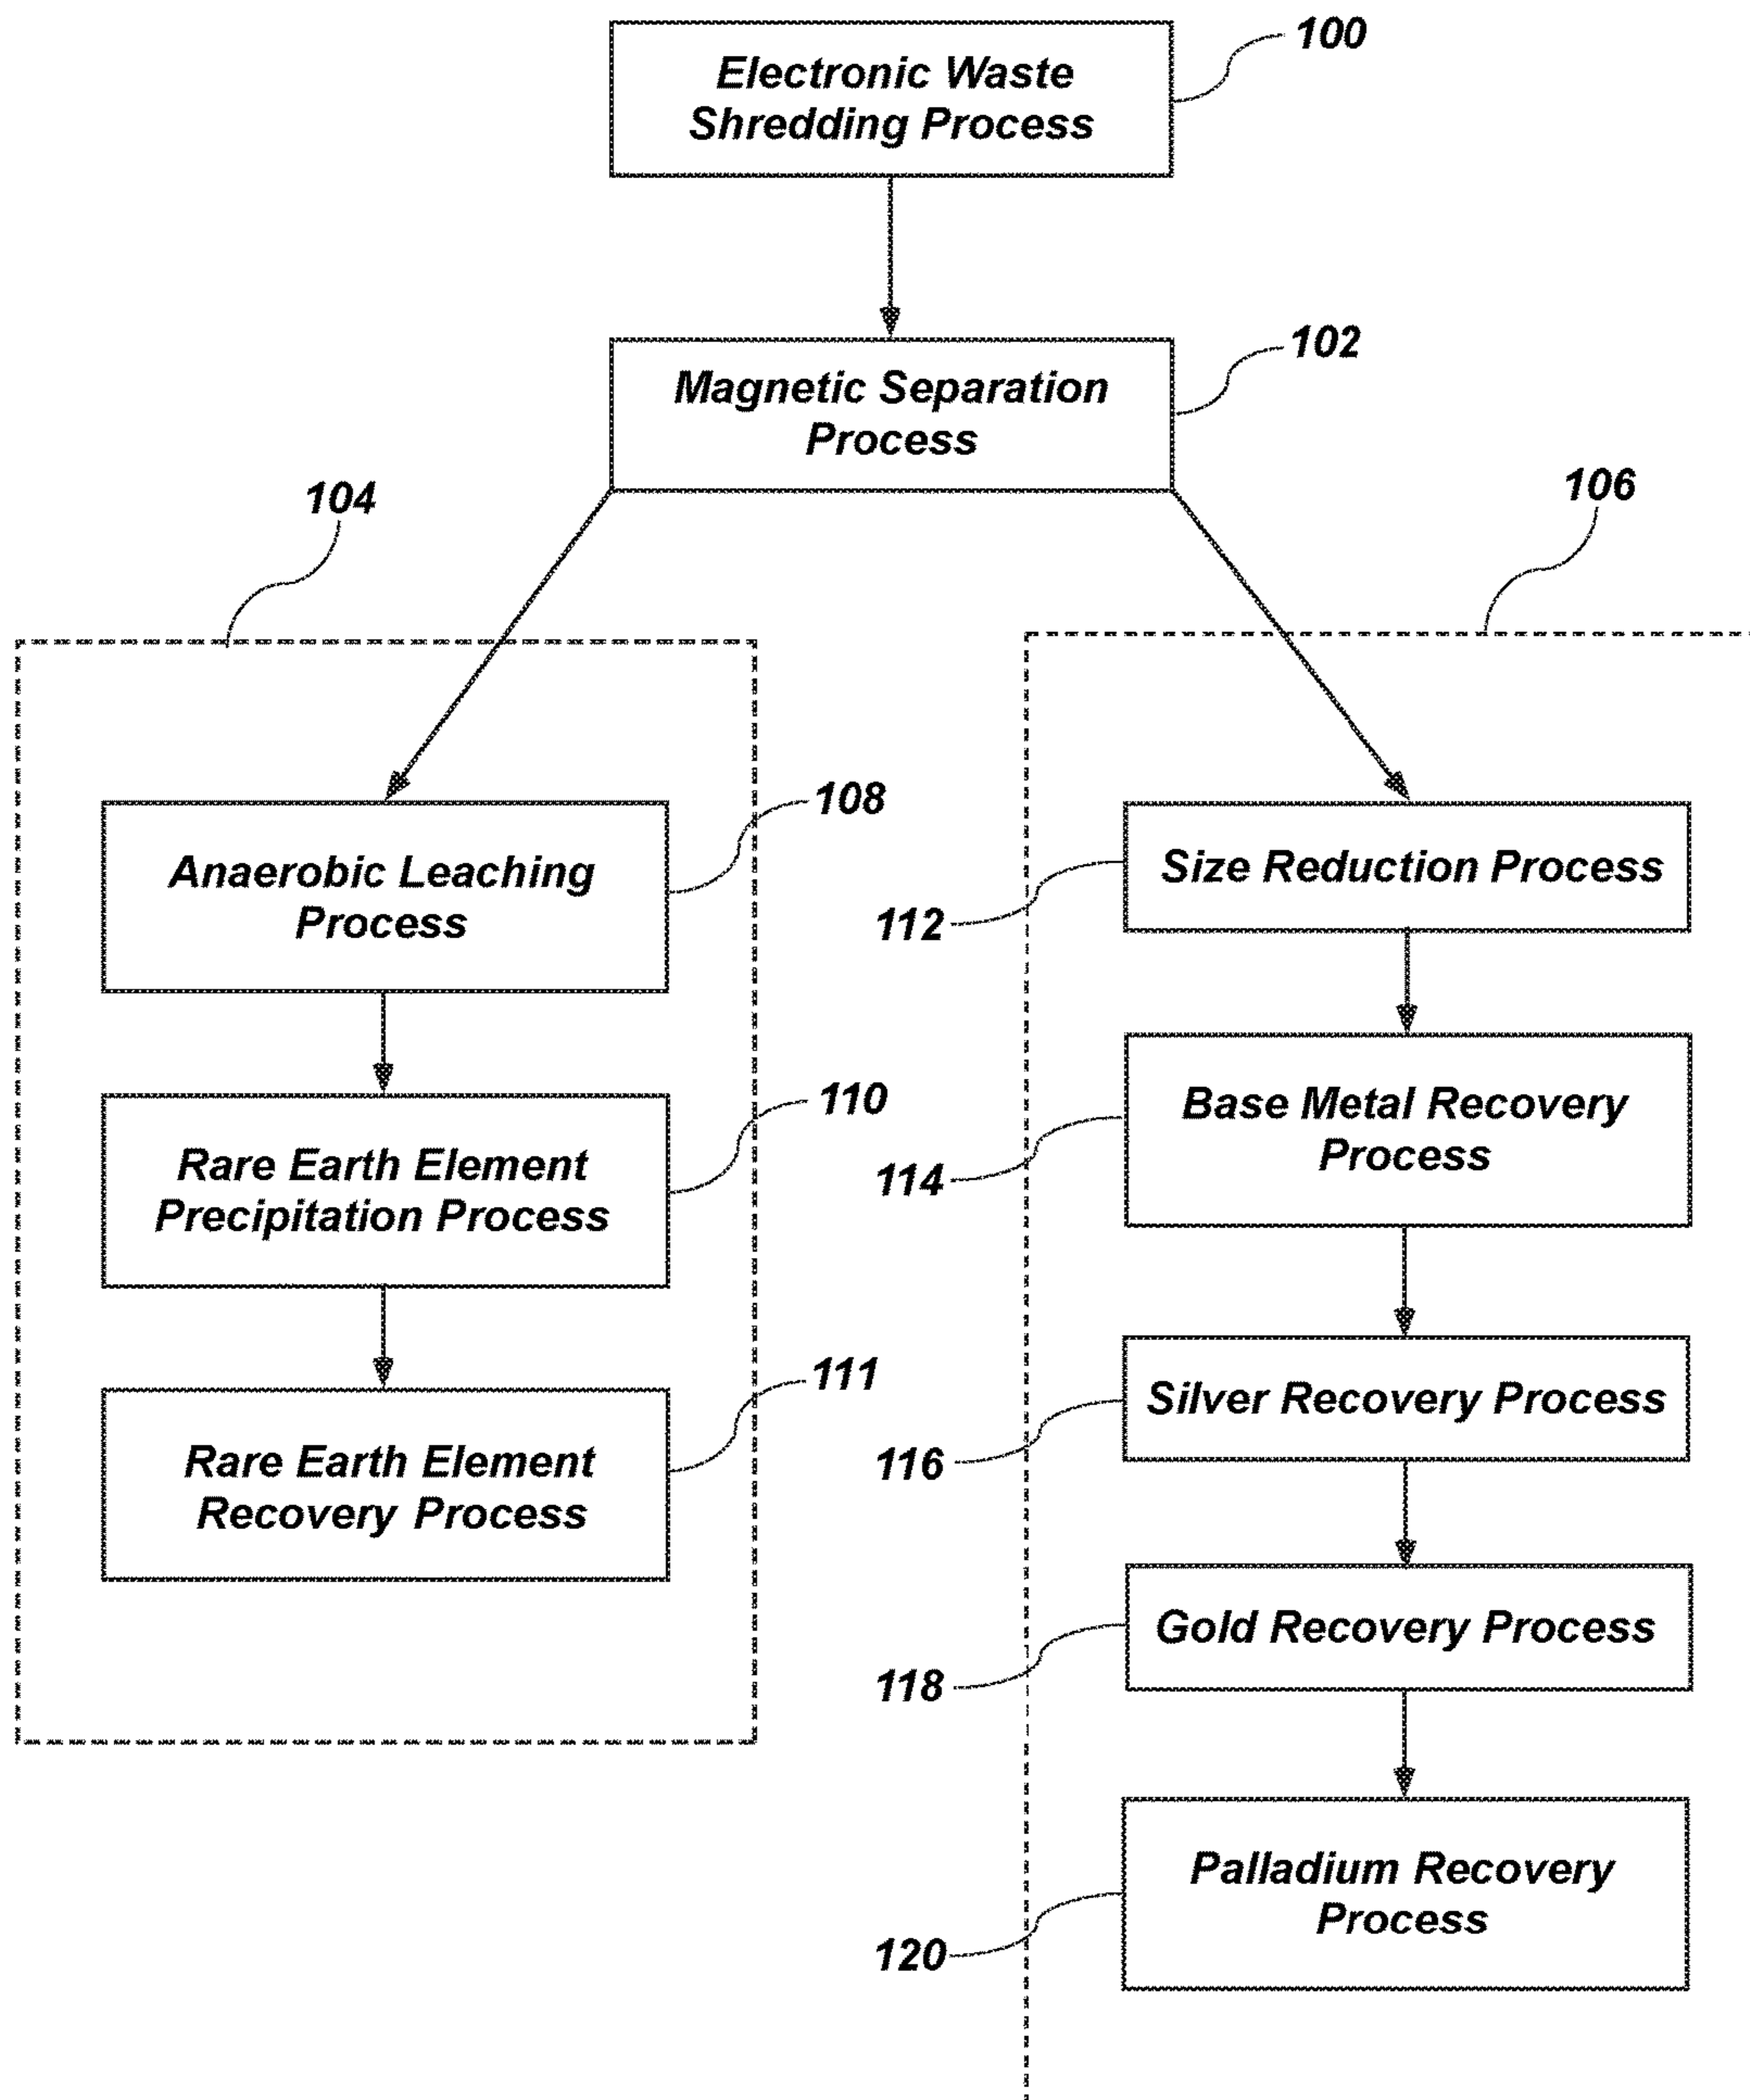 100
Electronic Waste
Shredding Process
102
Magnetic Separation
Process
104
106
108
Anaerobic Leaching
Process
110
Rare Earth Element
Precipitation Process
111
Rare Earth Element
Recovery Process
112
Size Reduction Process
114
Base Metal Recovery
Process
116
Silver Recovery Process
118
Gold Recovery Process
120
Palladium Recovery
Process